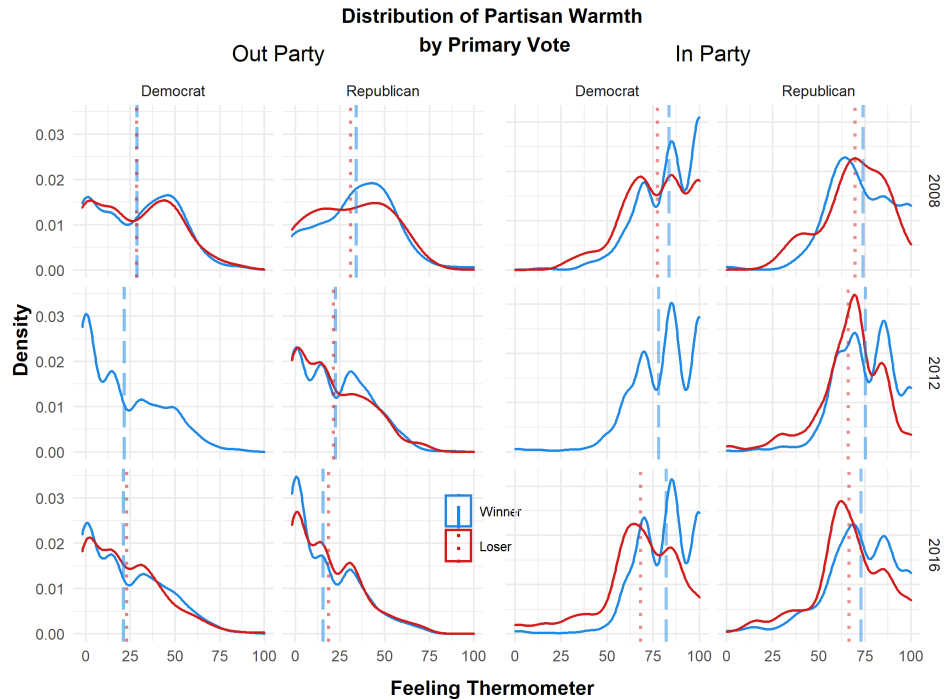 Distribution of Partisan Warmth
by Primary Vote
Out Party
In Party
Democrat
Republican
Democrat
Republican
0.03
0.02
0.01
0.00
2008
0.03
0.02
0.01
0.00
2012
0.03
0.02
0.01
0.00
2016
Density
Winner
Loser
0 25 50 75 100
0 25 50 75 100
0 25 50 75 100
0 25 50 75 100
Feeling Thermometer